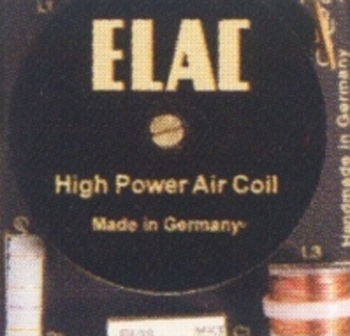 ELAC
High Power Air Coil
Made in Germany
Handmade in Germany
L3